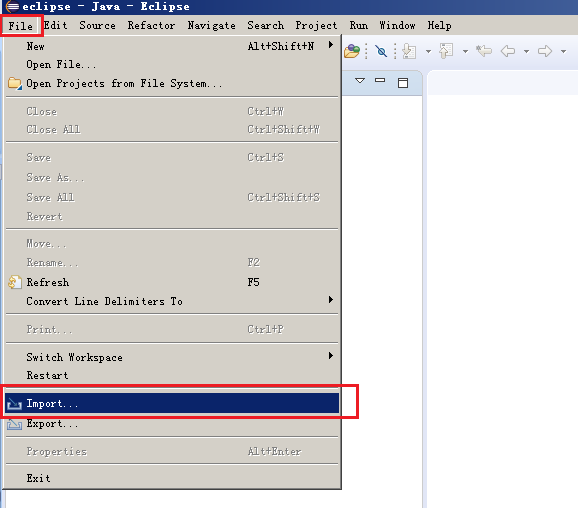 eclipse - Java - Eclipse
File Edit Source Refactor Navigate Search Project Run Window Help
New Alt+Shift+N
Open File...
Open Projects from File System...
Close Ctrl+W
Close All Ctrl+Shift+W
Save Ctrl+S
Save As...
Save All Ctrl+Shift+S
Revert
Move...
Rename... F2
Refresh F5
Convert Line Delimiters To
Print... Ctrl+P
Switch Workspace
Restart
Import...
Export...
Properties Alt+Enter
Exit